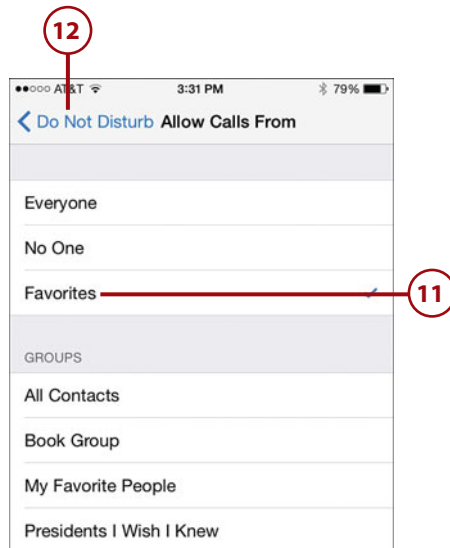 12
AT&T 3:31 PM 79%
Do Not Disturb Allow Calls From
Everyone
No One
Favorites
11
GROUPS
All Contacts
Book Group
My Favorite People
Presidents I Wish I Knew